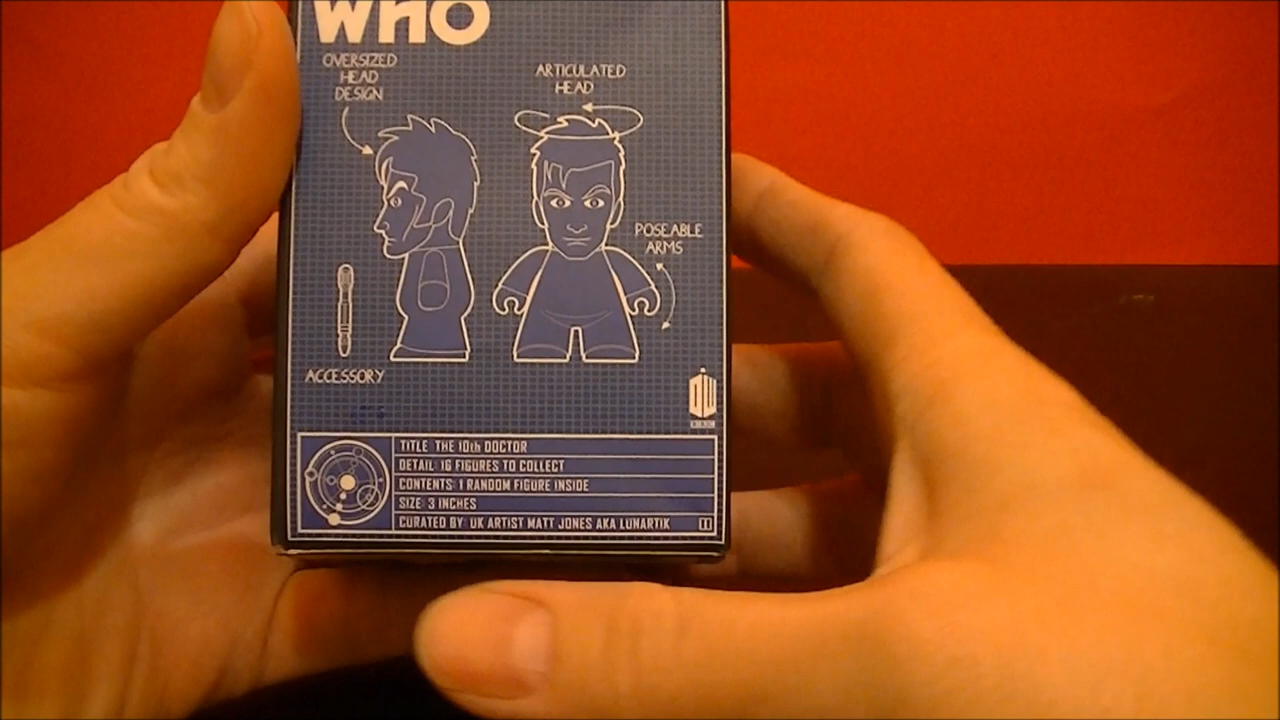 WHO
OVERSIZED
HEAD
DESIGN
ARTICULATED
HEAD
POSEABLE
ARMS
ACCESSORY
DW
TITLE: THE 10th DOCTOR
DETAIL: 16 FIGURES TO COLLECT
CONTENTS: 1 RANDOM FIGURE INSIDE
SIZE: 3 INCHES
CURATED BY: UK ARTIST MATT JONES AKA LUNARTIK